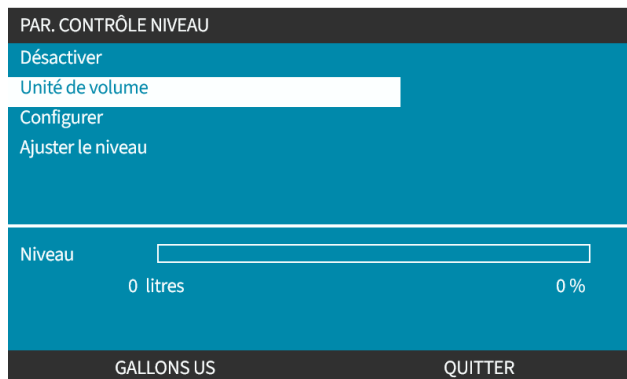 PAR. CONTRÔLE NIVEAU
Désactiver
Unité de volume
Configurer
Ajuster le niveau
Niveau
0 litres 0 %
GALLONS US QUITTER